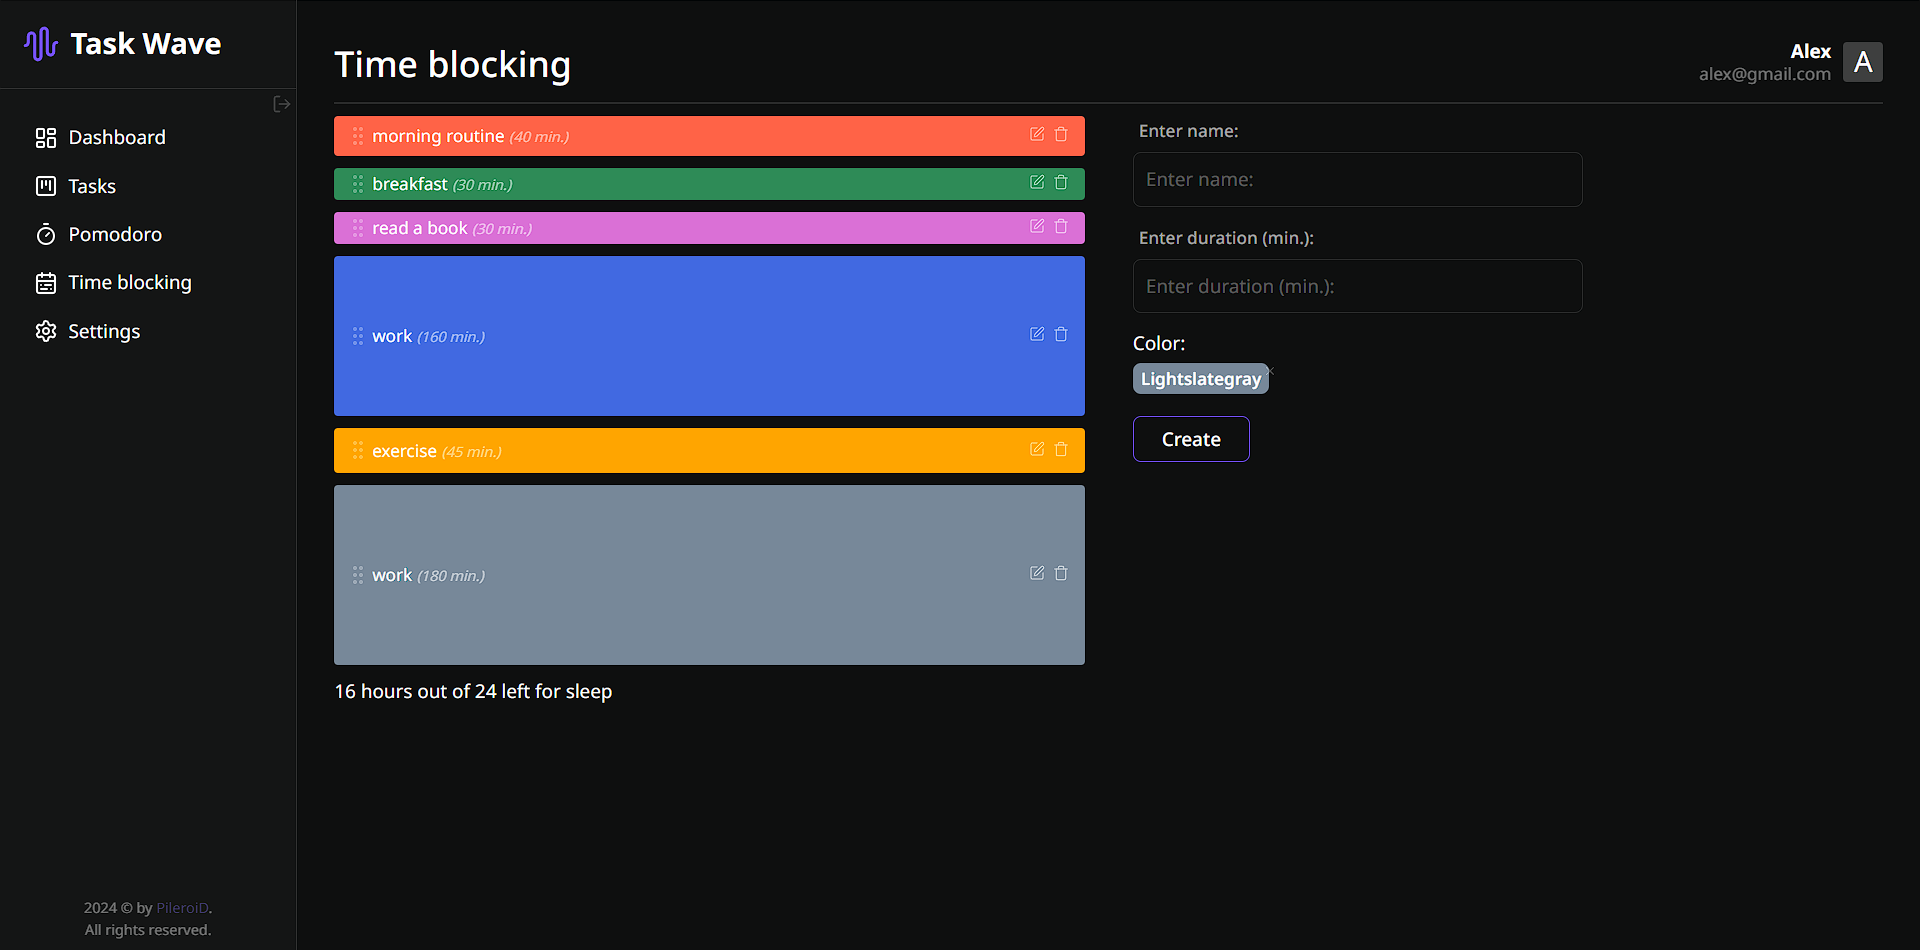 Task Wave
Dashboard
Tasks
Pomodoro
Time blocking
Settings
2024 © by PileroiD.
All rights reserved.
Time blocking
Alex
alex@gmail.com
A
morning routine (40 min.)
breakfast (30 min.)
read a book (30 min.)
work (160 min.)
exercise (45 min.)
work (180 min.)
16 hours out of 24 left for sleep
Enter name:
Enter name:
Enter duration (min.):
Enter duration (min.):
Color:
Lightslategray
Create